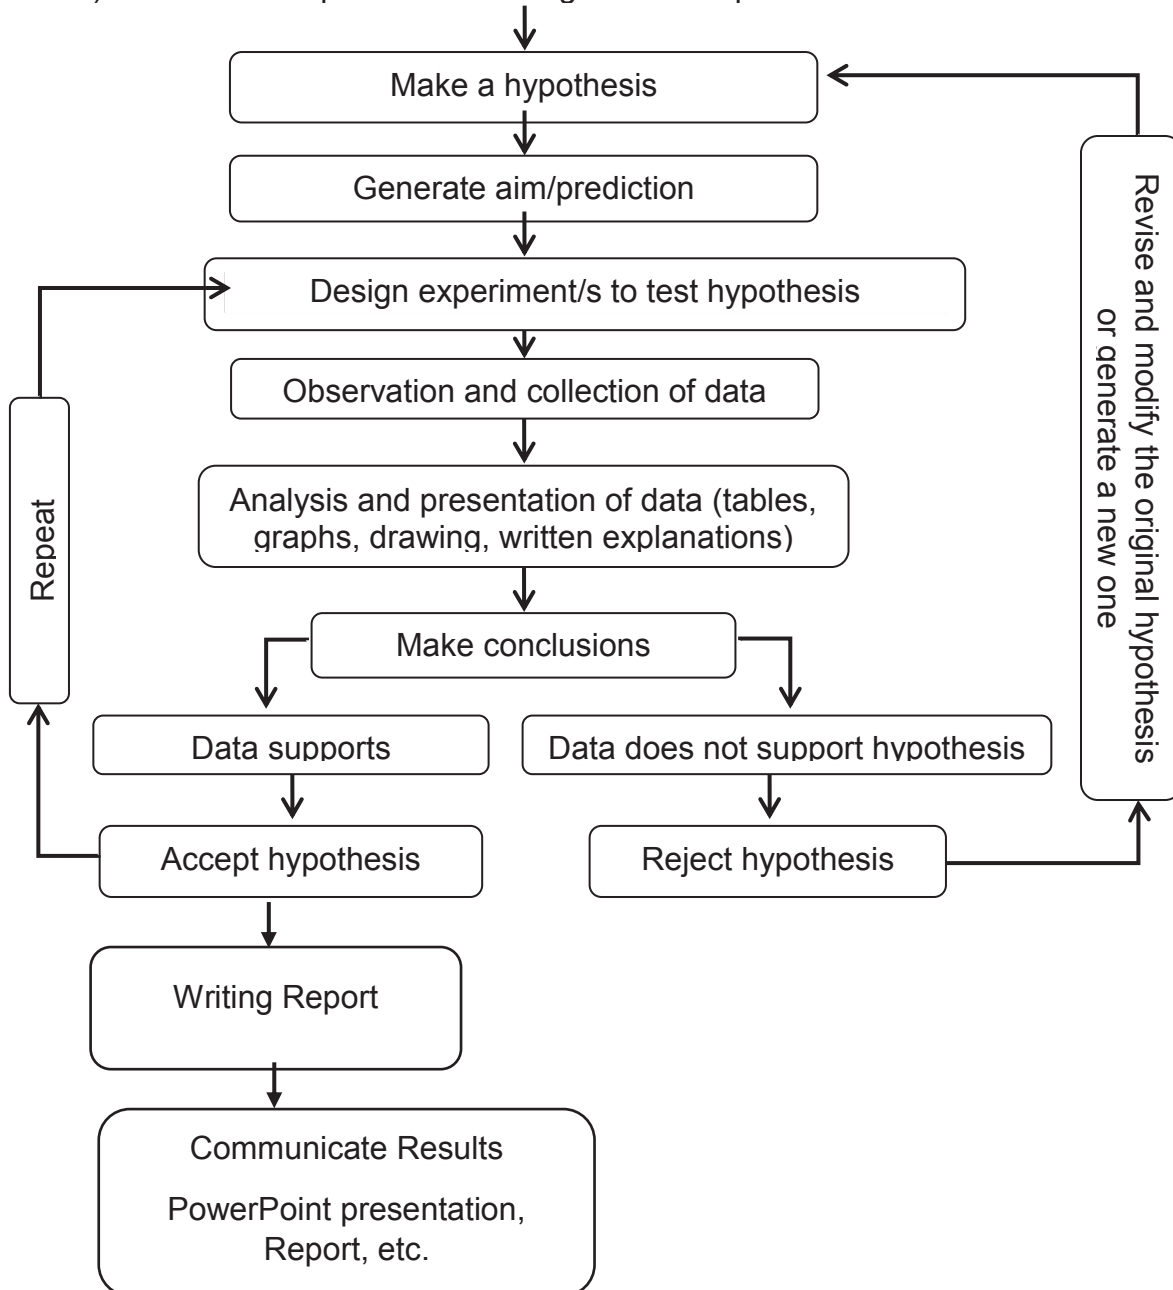 Make a hypothesis
Generate aim/prediction
Design experiment/s to test hypothesis
Observation and collection of data
Analysis and presentation of data (tables,
graphs, drawing, written explanations)
Make conclusions
Data supports
Data does not support hypothesis
Accept hypothesis
Reject hypothesis
Repeat
Revise and modify the original hypothesis
or generate a new one
Writing Report
Communicate Results
PowerPoint presentation,
Report, etc.